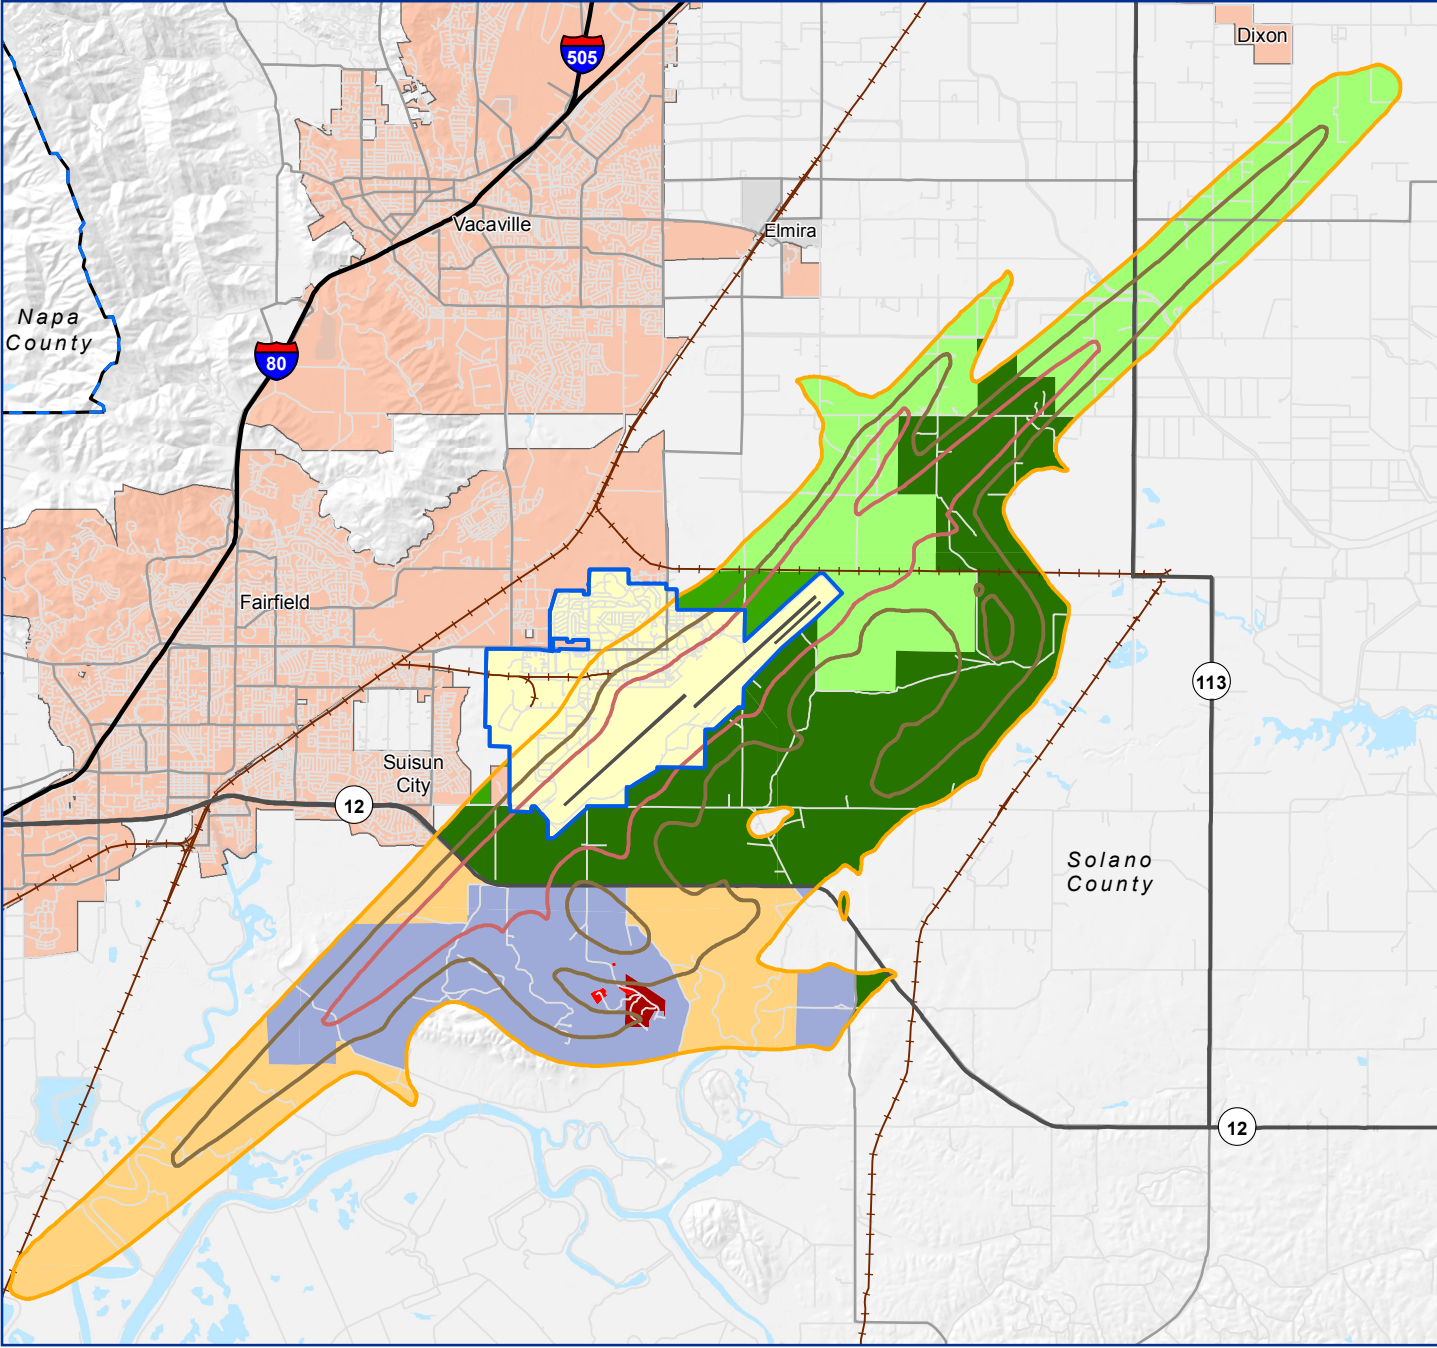 Dixon
505
Vacaville
Elmira
Napa
County
80
Fairfield
113
Suisun
City
12
Solano
County
12